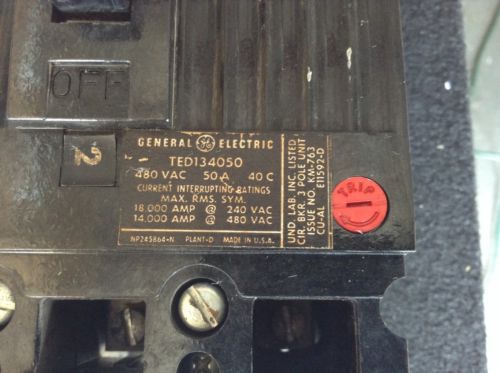 OFF
2
GENERAL GE ELECTRIC
TED134050
480 VAC 50 A 40 C
CURRENT INTERRUPTING RATINGS
MAX. RMS. SYM.
18,000 AMP @ 240 VAC
14,000 AMP @ 480 VAC
NP245864-N PLANT-D MADE IN U.S.A.
UND. LAB. INC. LISTED
CIR. BKR. 3 POLE UNIT
ISSUE NO. KM-763
CU-AL E11592-D
TRIP